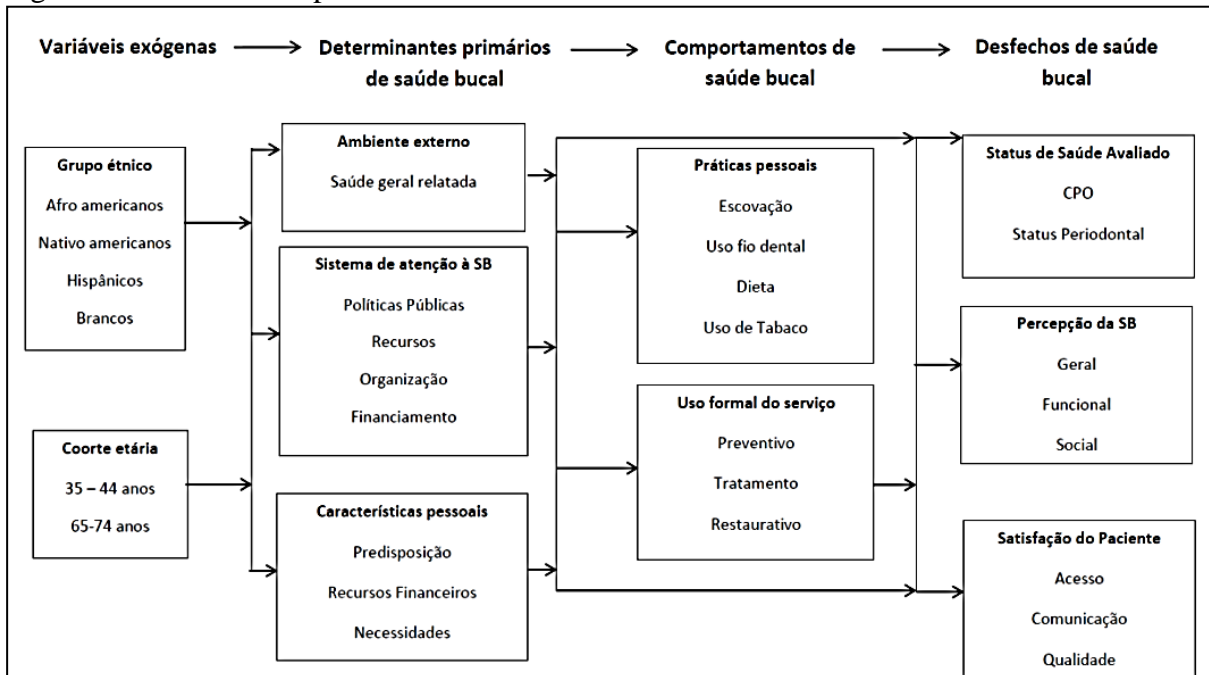 Variáveis exógenas
Determinantes primários
de saúde bucal
Comportamentos de
saúde bucal
Desfechos de saúde
bucal
Grupo étnico
Afro americanos
Nativo americanos
Hispânicos
Brancos
Coorte etária
35 – 44 anos
65-74 anos
Ambiente externo
Saúde geral relatada
Sistema de atenção à SB
Políticas Públicas
Recursos
Organização
Financiamento
Características pessoais
Predisposição
Recursos Financeiros
Necessidades
Práticas pessoais
Escovação
Uso fio dental
Dieta
Uso de Tabaco
Uso formal do serviço
Preventivo
Tratamento
Restaurativo
Status de Saúde Avaliado
CPO
Status Periodontal
Percepção da SB
Geral
Funcional
Social
Satisfação do Paciente
Acesso
Comunicação
Qualidade